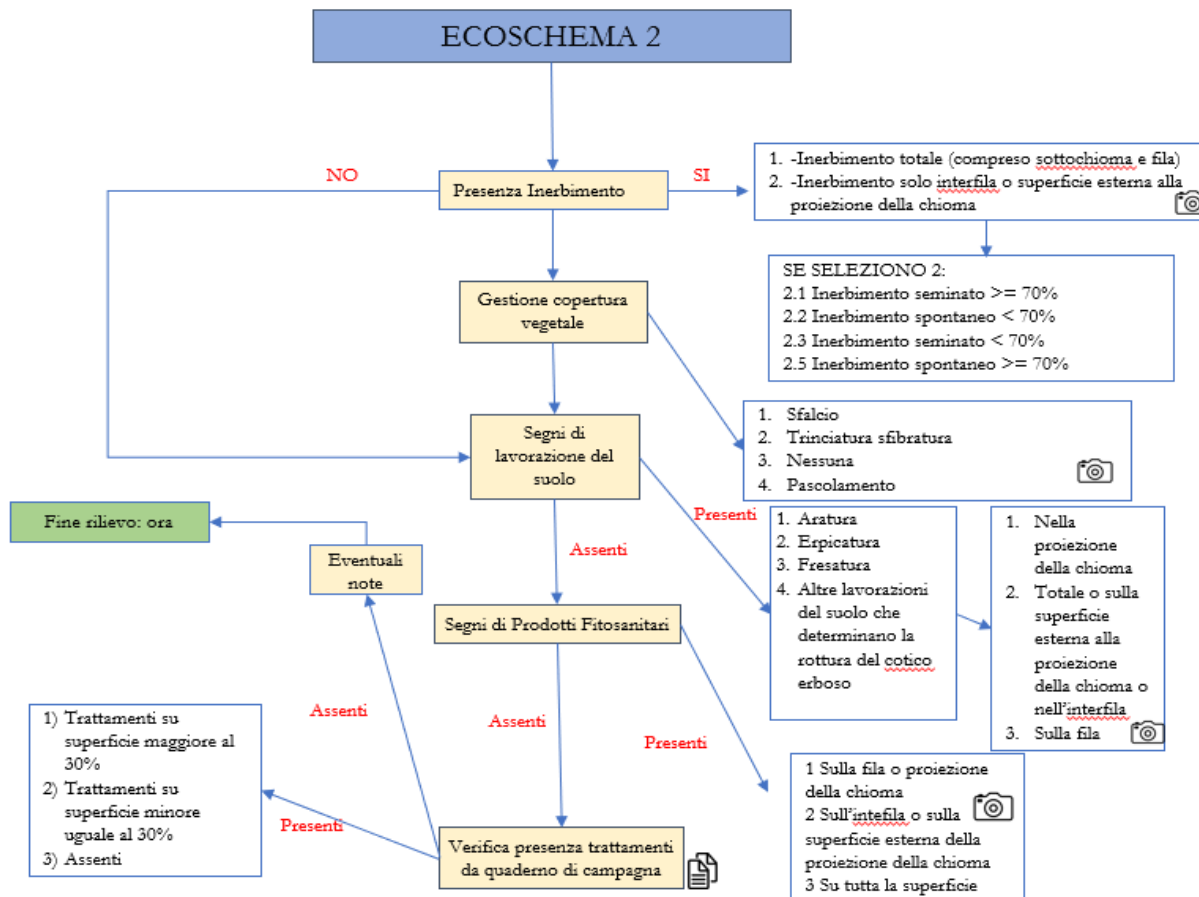 ECOSCHEMA 2
NO
SI
Presenza Inerbimento
1. -Inerbimento totale (compreso sottochioma e fila)
2. -Inerbimento solo interfila o superficie esterna alla
proiezione della chioma
Gestione copertura
vegetale
SE SELEZIONO 2:
2.1 Inerbimento seminato >= 70%
2.2 Inerbimento spontaneo < 70%
2.3 Inerbimento seminato < 70%
2.5 Inerbimento spontaneo >= 70%
Segni di
lavorazione del
suolo
1. Sfalcio
2. Trinciatura sfibratura
3. Nessuna
4. Pascolamento
Fine rilievo: ora
Eventuali
note
Assenti
Presenti
1. Aratura
2. Erpicatura
3. Fresatura
4. Altre lavorazioni
del suolo che
determinano la
rottura del cotico
erboso
1. Nella
proiezione
della chioma
2. Totale o sulla
superficie
esterna alla
proiezione
della chioma o
nell'interfila
3. Sulla fila
Segni di Prodotti Fitosanitari
Assenti
Assenti
Presenti
1) Trattamenti su
superficie maggiore al
30%
2) Trattamenti su
superficie minore
uguale al 30%
3) Assenti
Presenti
Verifica presenza trattamenti
da quaderno di campagna
1 Sulla fila o proiezione
della chioma
2 Sull'intefila o sulla
superficie esterna della
proiezione della chioma
3 Su tutta la superficie